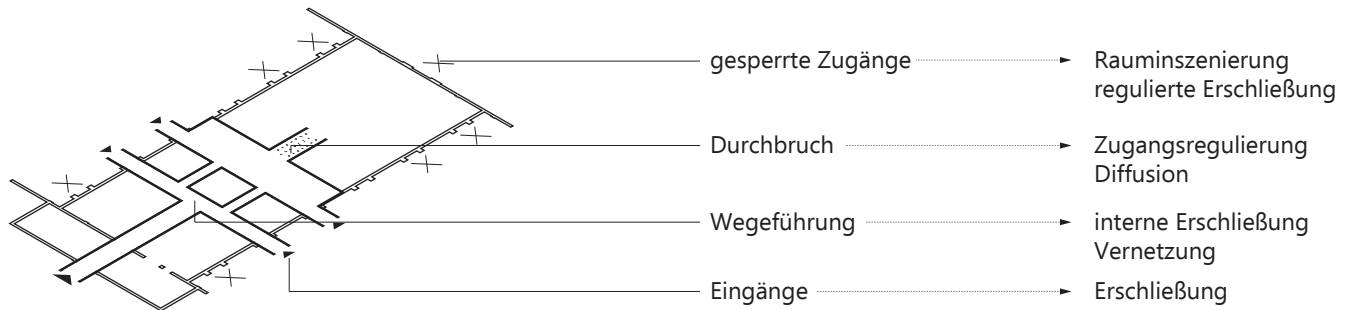 gesperrte Zugänge
Rauminszenierung
regulierte Erschließung
Durchbruch
Zugangsregulierung
Diffusion
Wegeführung
interne Erschließung
Vernetzung
Eingänge
Erschließung